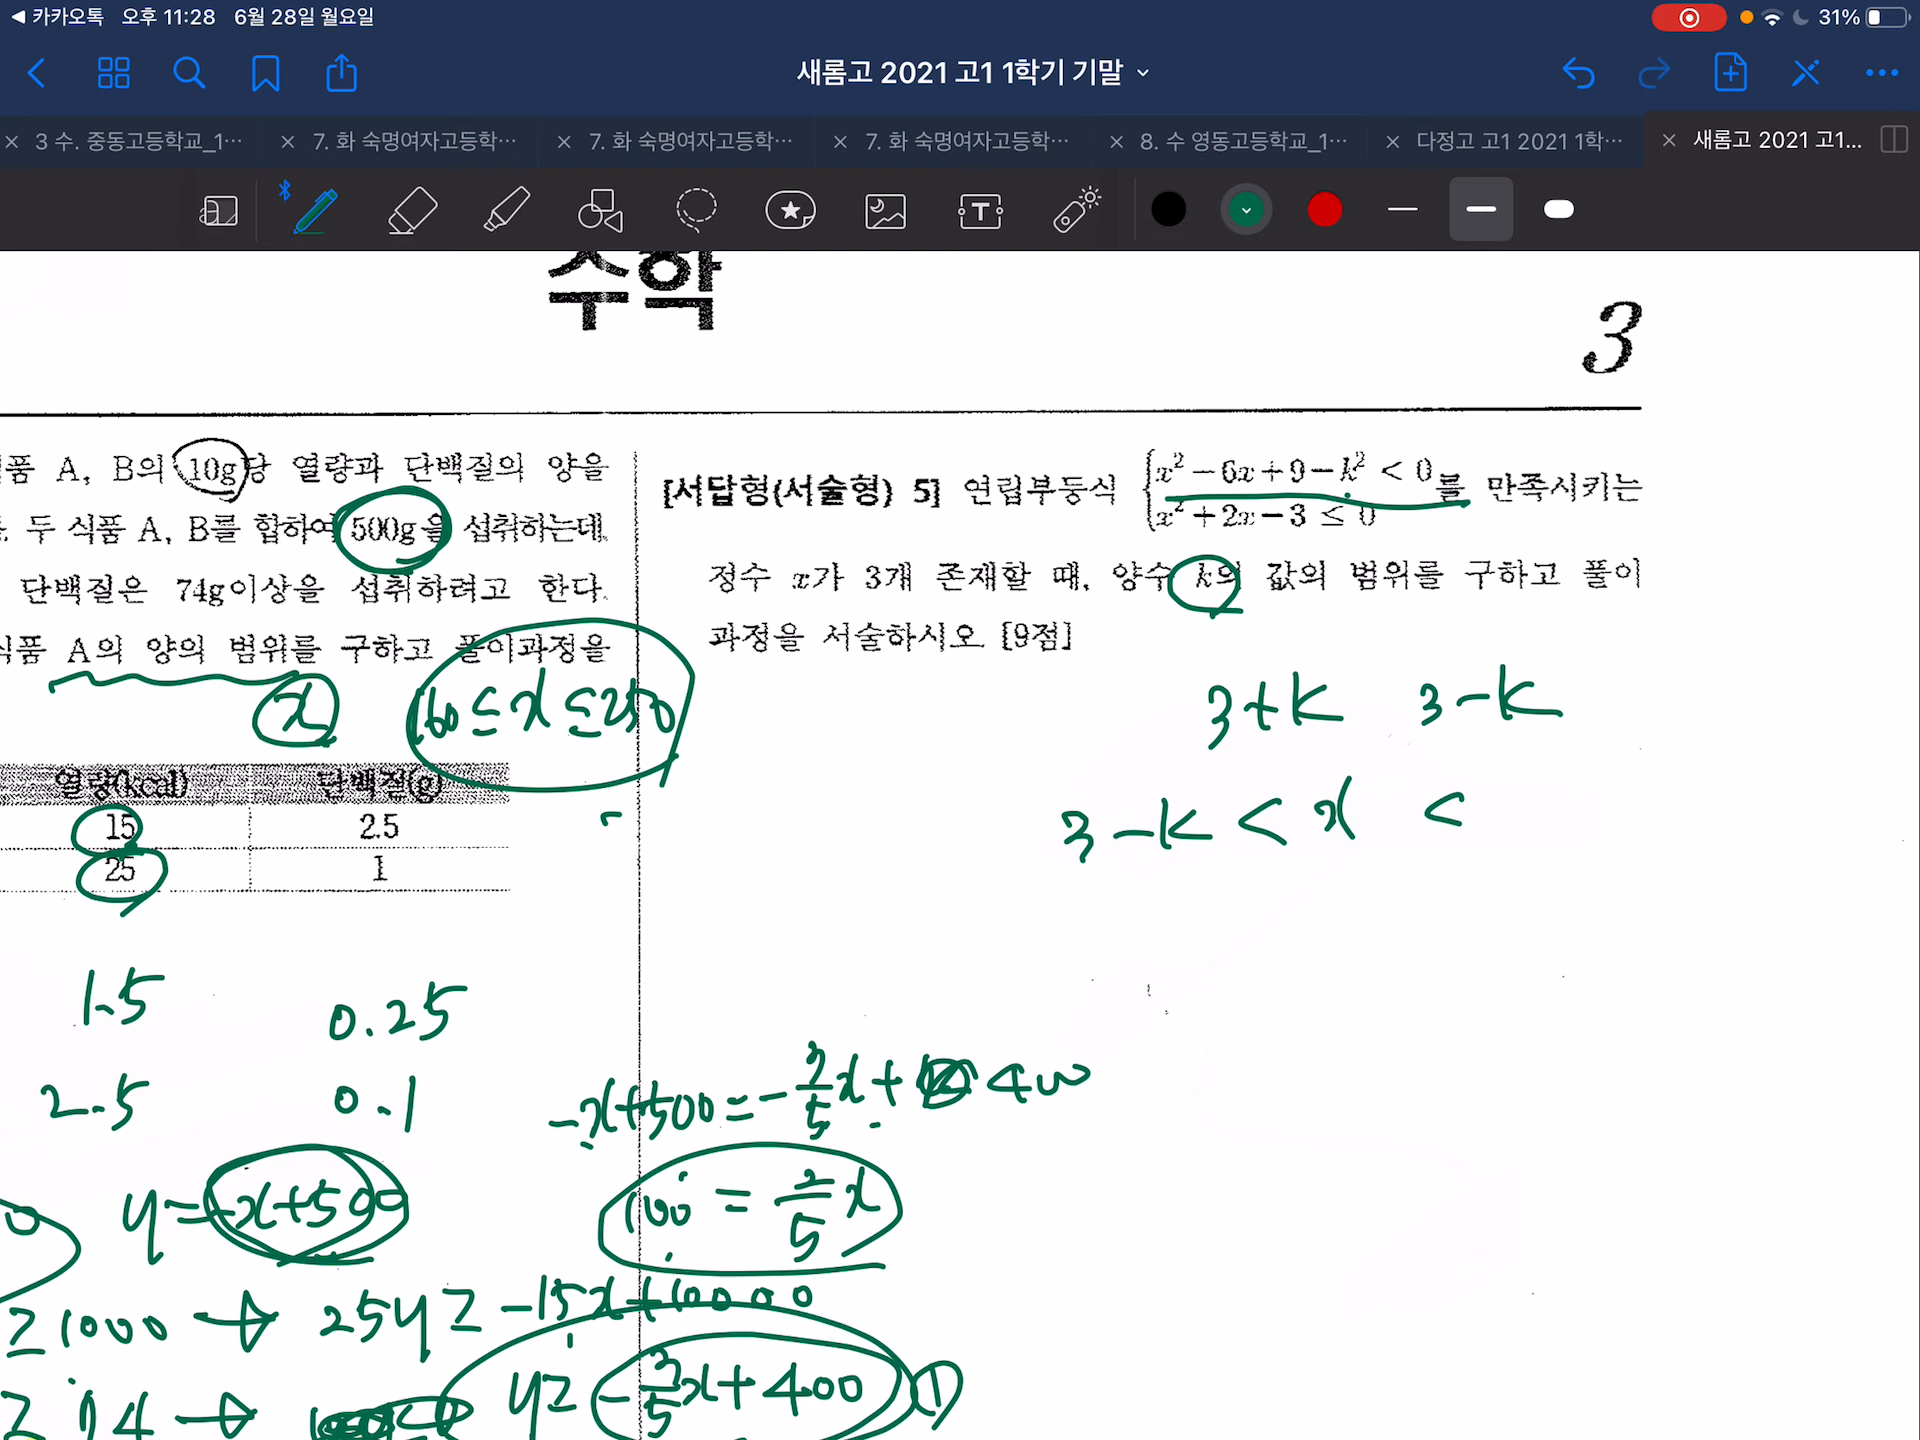 ◀ 카카오톡 오후 11:28 6월 28일 월요일 31%
새롬고 2021 고1 1학기 기말
× 3 수. 중동고등학교_1… × 7. 화 숙명여자고등학… × 7. 화 숙명여자고등학… × 7. 화 숙명여자고등학… × 8. 수 영동고등학교_1… × 다정고 고1 2021 1학… × 새롬고 2021 고1…
수학
3
품 A, B의 10g당 열량과 단백질의 양을
두 식품 A, B를 합하여 500g을 섭취하는데
단백질은 74g이상을 섭취하려고 한다.
식품 A의 양의 범위를 구하고 풀이과정을
x 160 ≤ x ≤ 250
열량(kcal) 단백질(g)
15 2.5
25 1
1.5 0.25
2.5 0.1
y = -x+500
≥ 1000 → 25y ≥ -15x+10000
≥ 74 →
y ≥ -3/5x+400 ①
-x+500 = -3/5x+ 400
100 = 2/5x
[서답형(서술형) 5] 연립부등식 { x² - 6x + 9 - k² < 0
x² + 2x - 3 ≤ 0 를 만족시키는
정수 x가 3개 존재할 때, 양수 k의 값의 범위를 구하고 풀이
과정을 서술하시오. [9점]
3+k 3-k
3-k < x <